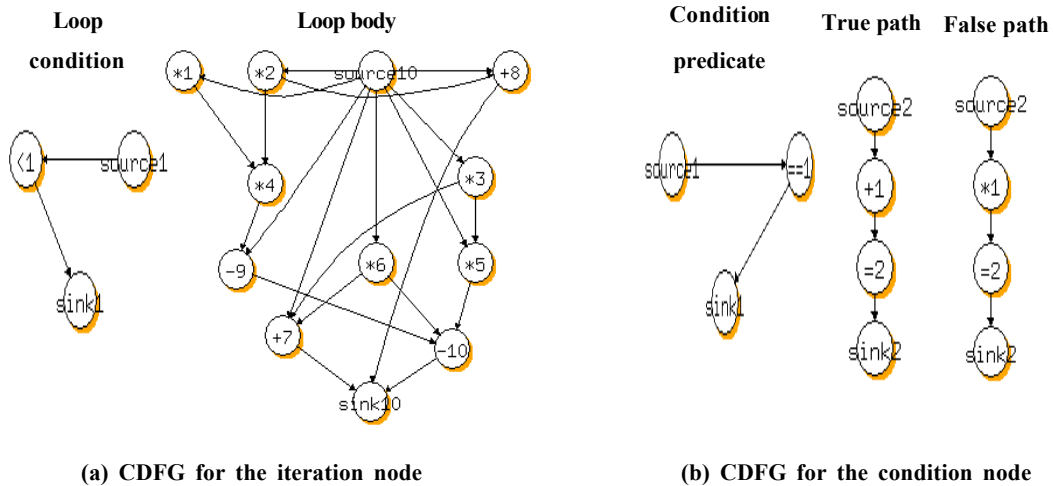 Loop
condition
Loop body
Condition
predicate
True path
False path
*1
*2
source10
+8
<1
source1
*4
*3
-9
*6
*5
sink1
+7
-10
sink10
source1
==1
sink1
source2
+1
=2
sink2
source2
*1
=2
sink2
(a) CDFG for the iteration node
(b) CDFG for the condition node